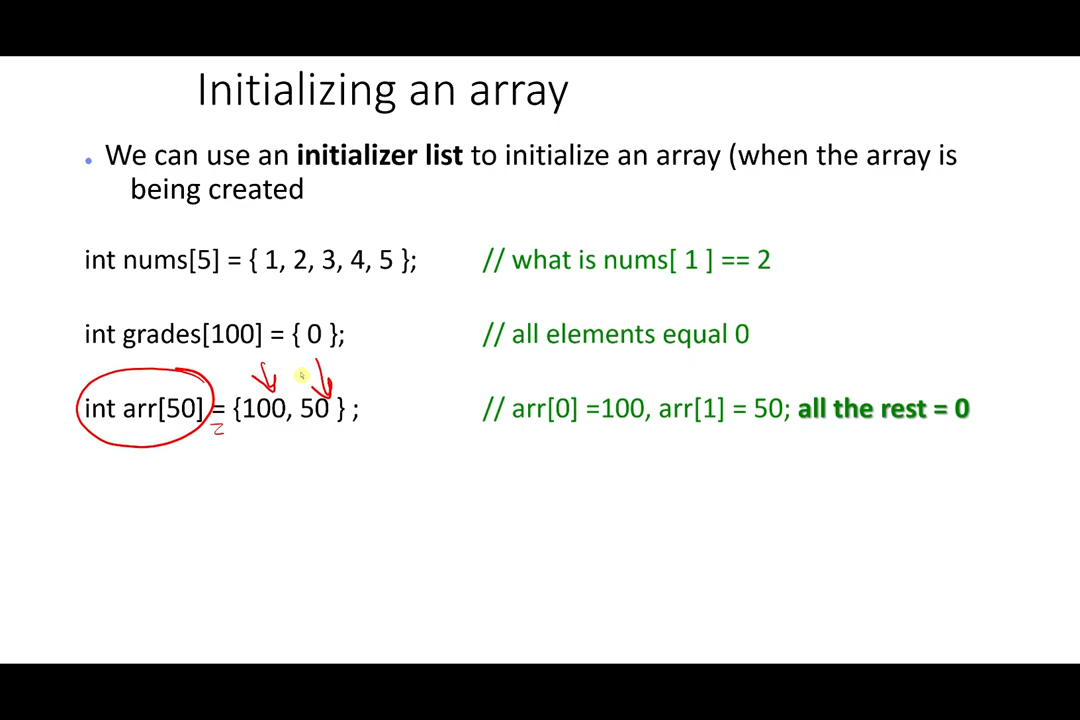 Initializing an array
• We can use an initializer list to initialize an array (when the array is
being created
int nums[5] = { 1, 2, 3, 4, 5 }; // what is nums[ 1 ] == 2
int grades[100] = { 0 }; // all elements equal 0
int arr[50] = {100, 50 } ; // arr[0] =100, arr[1] = 50; all the rest = 0